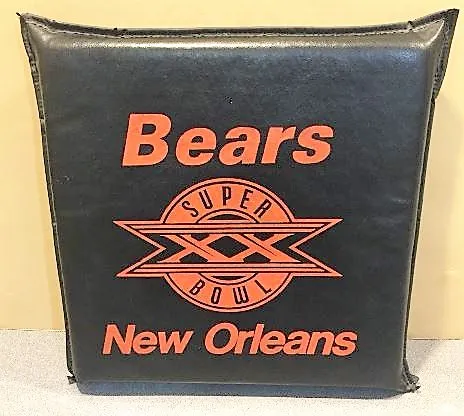 Bears
SUPER
XX
BOWL
New Orleans